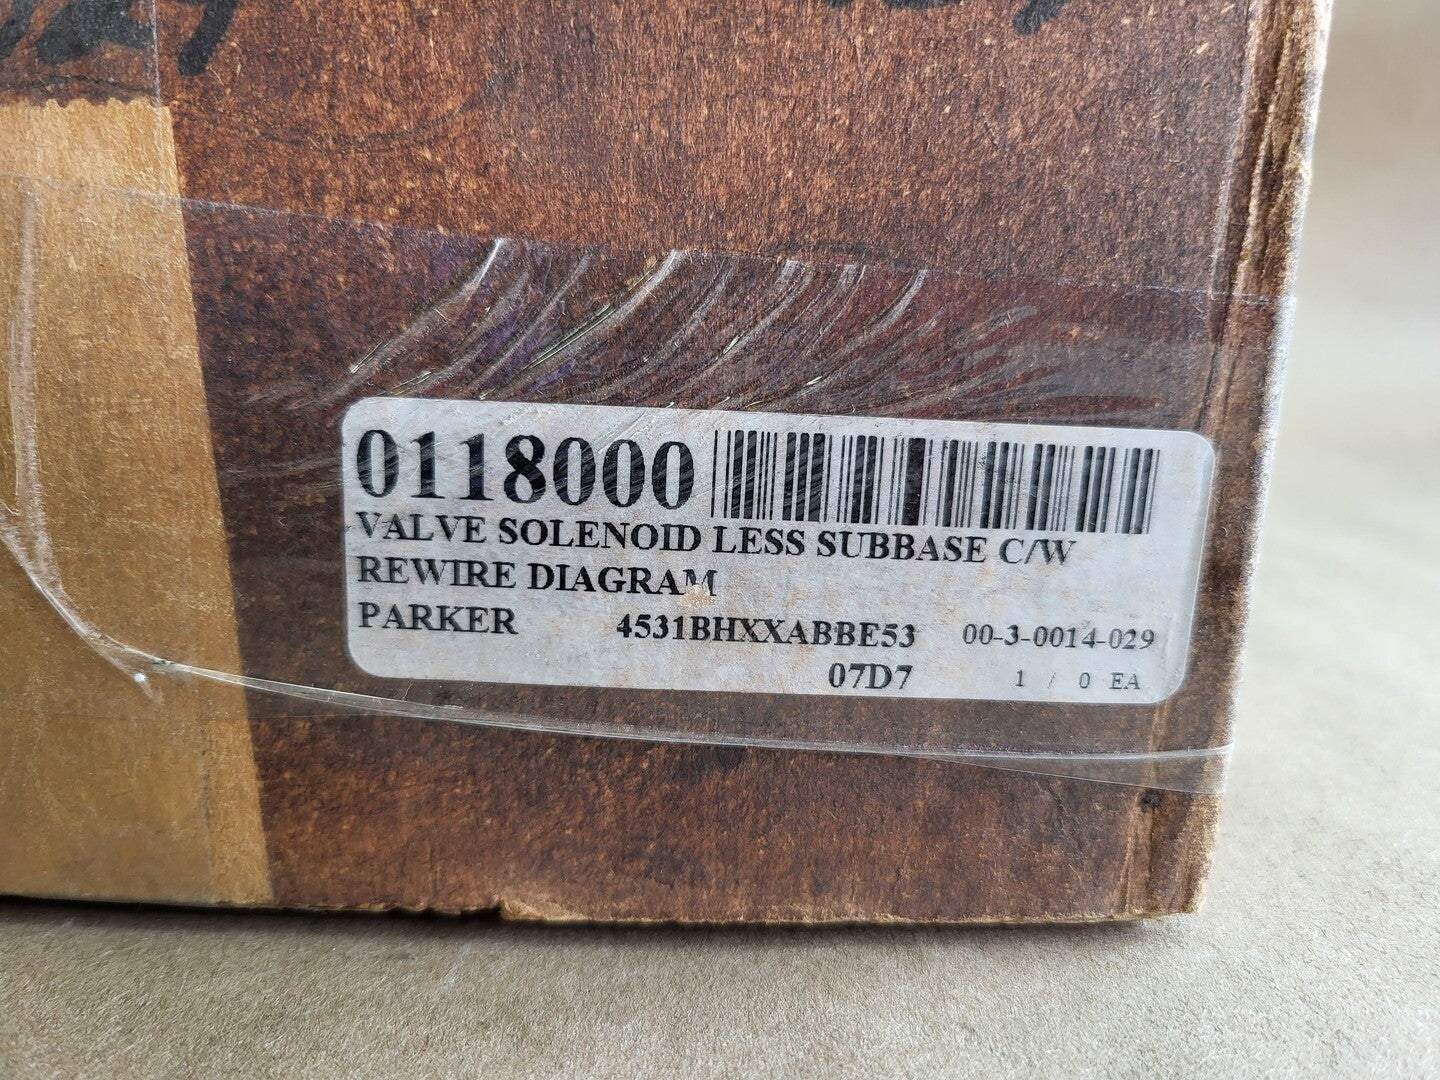 0118000
VALVE SOLENOID LESS SUBBASE C/W
REWIRE DIAGRAM
PARKER 4531BHXXABBE53 00-3-0014-029
07D7 1 / 0 EA